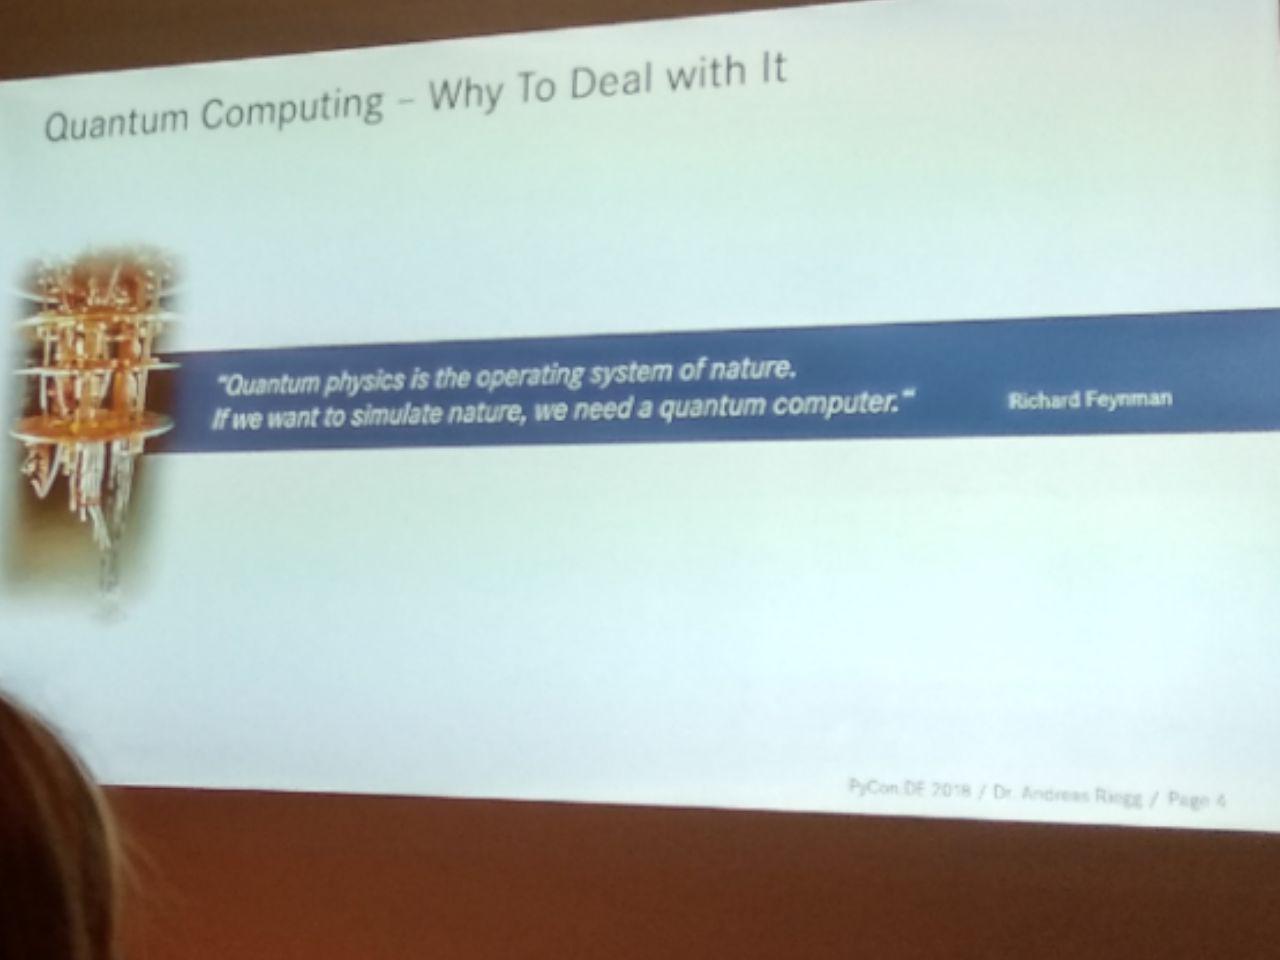 Quantum Computing – Why To Deal with It
"Quantum physics is the operating system of nature.
If we want to simulate nature, we need a quantum computer."
Richard Feynman
PyCon.DE 2018 / Dr. Andreas Riegg / Page 4